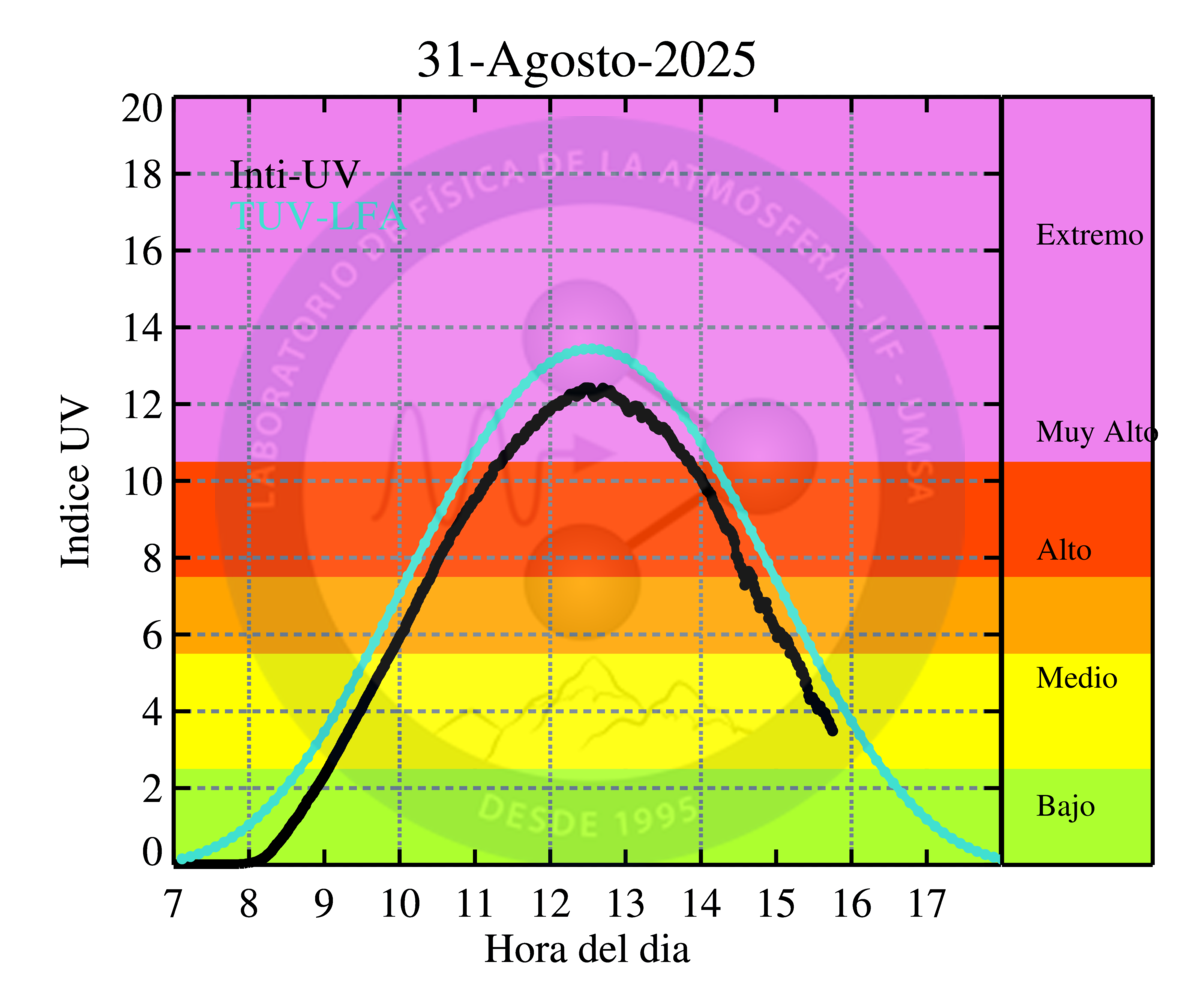 31-Agosto-2025
20
18
16
14
12
10
8
6
4
2
0
Indice UV
Inti-UV
TUV-LFA
LABORATORIO DE FÍSICA DE LA ATMÓSFERA - IIF - UMSA
DESDE 1995
Extremo
Muy Alto
Alto
Medio
Bajo
7 8 9 10 11 12 13 14 15 16 17
Hora del dia